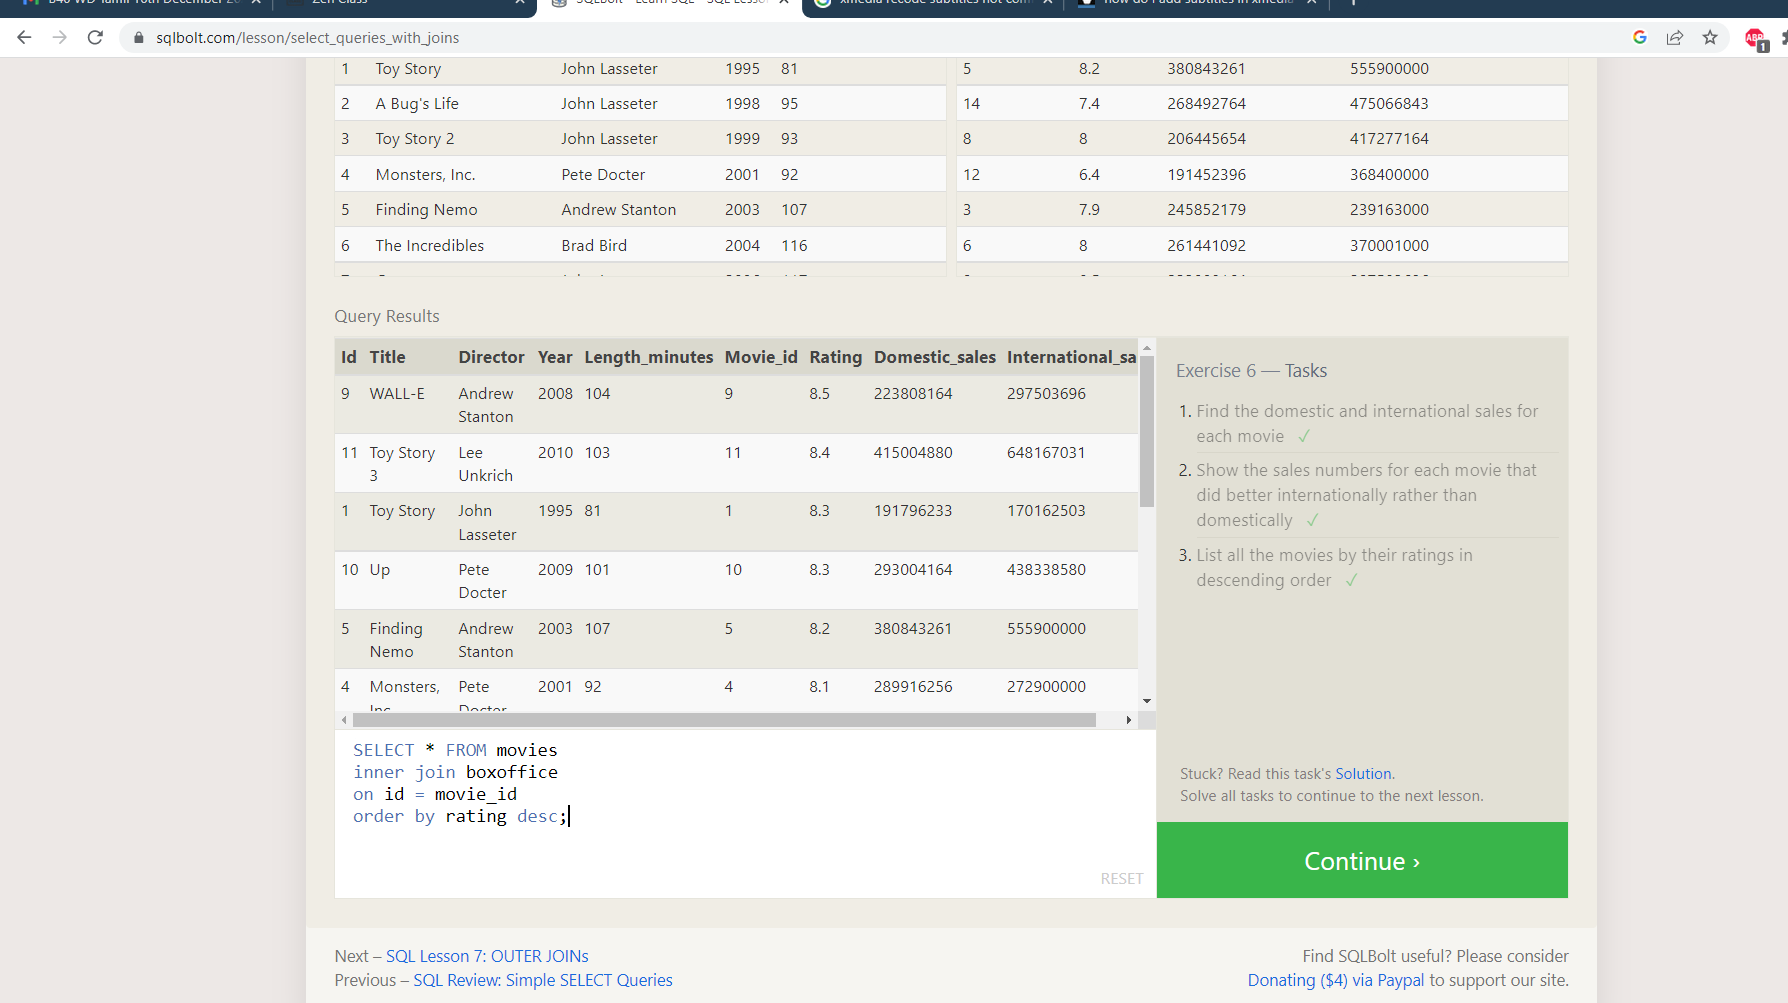 sqlbolt.com/lesson/select_queries_with_joins
1
1 Toy Story John Lasseter 1995 81
2 A Bug's Life John Lasseter 1998 95
3 Toy Story 2 John Lasseter 1999 93
4 Monsters, Inc. Pete Docter 2001 92
5 Finding Nemo Andrew Stanton 2003 107
6 The Incredibles Brad Bird 2004 116
5 8.2 380843261 555900000
14 7.4 268492764 475066843
8 8 206445654 417277164
12 6.4 191452396 368400000
3 7.9 245852179 239163000
6 8 261441092 370001000
Query Results
Id Title Director Year Length_minutes Movie_id Rating Domestic_sales International_sa
9 WALL-E Andrew 2008 104 9 8.5 223808164 297503696
Stanton
11 Toy Story Lee 2010 103 11 8.4 415004880 648167031
3 Unkrich
1 Toy Story John 1995 81 1 8.3 191796233 170162503
Lasseter
10 Up Pete 2009 101 10 8.3 293004164 438338580
Docter
5 Finding Andrew 2003 107 5 8.2 380843261 555900000
Nemo Stanton
4 Monsters, Pete 2001 92 4 8.1 289916256 272900000
SELECT * FROM movies
inner join boxoffice
on id = movie_id
order by rating desc;
RESET
Exercise 6 — Tasks
1. Find the domestic and international sales for
each movie ✓
2. Show the sales numbers for each movie that
did better internationally rather than
domestically ✓
3. List all the movies by their ratings in
descending order ✓
Stuck? Read this task's Solution.
Solve all tasks to continue to the next lesson.
Continue ›
Next – SQL Lesson 7: OUTER JOINs
Previous – SQL Review: Simple SELECT Queries
Find SQLBolt useful? Please consider
Donating ($4) via Paypal to support our site.